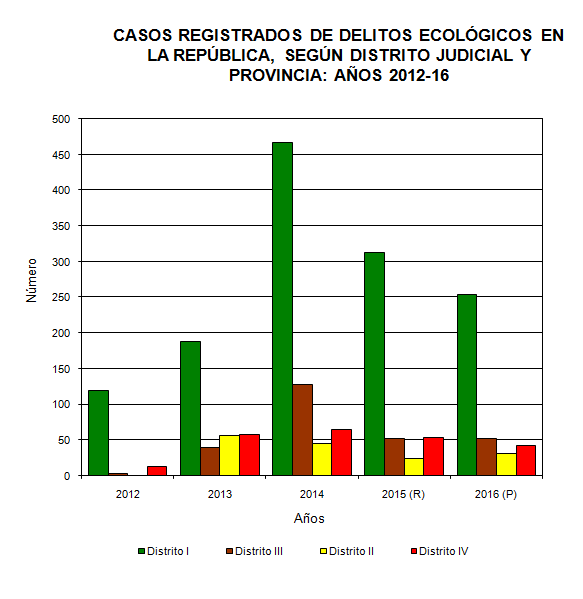 CASOS REGISTRADOS DE DELITOS ECOLÓGICOS EN
LA REPÚBLICA, SEGÚN DISTRITO JUDICIAL Y
PROVINCIA: AÑOS 2012-16
500
450
400
350
300
250
200
150
100
50
0
Número
2012 2013 2014 2015 (R) 2016 (P)
Años
Distrito I Distrito III Distrito II Distrito IV